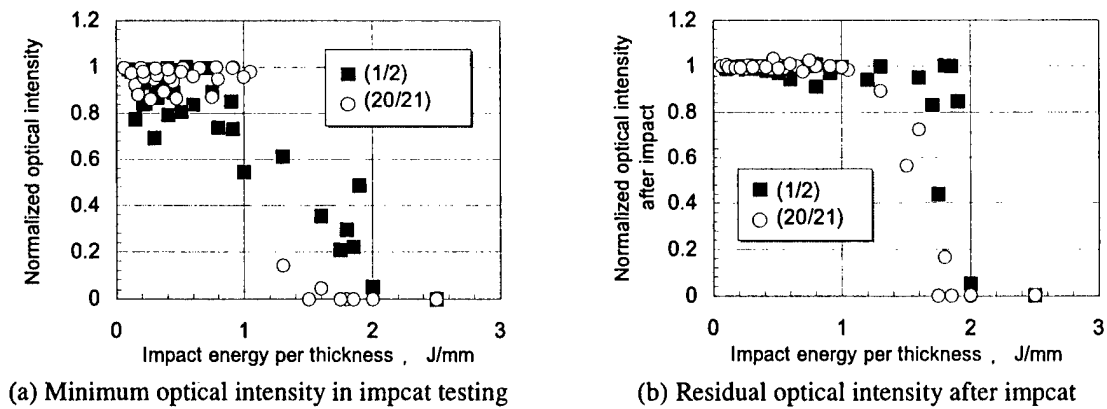 1.2
1
0.8
0.6
0.4
0.2
0
Normalized optical intensity
(1/2)
(20/21)
0 1 2 3
Impact energy per thickness , J/mm
(a) Minimum optical intensity in impcat testing
1.2
1
0.8
0.6
0.4
0.2
0
Normalized optical intensity
after impact
(1/2)
(20/21)
0 1 2 3
Impact energy per thickness , J/mm
(b) Residual optical intensity after impcat